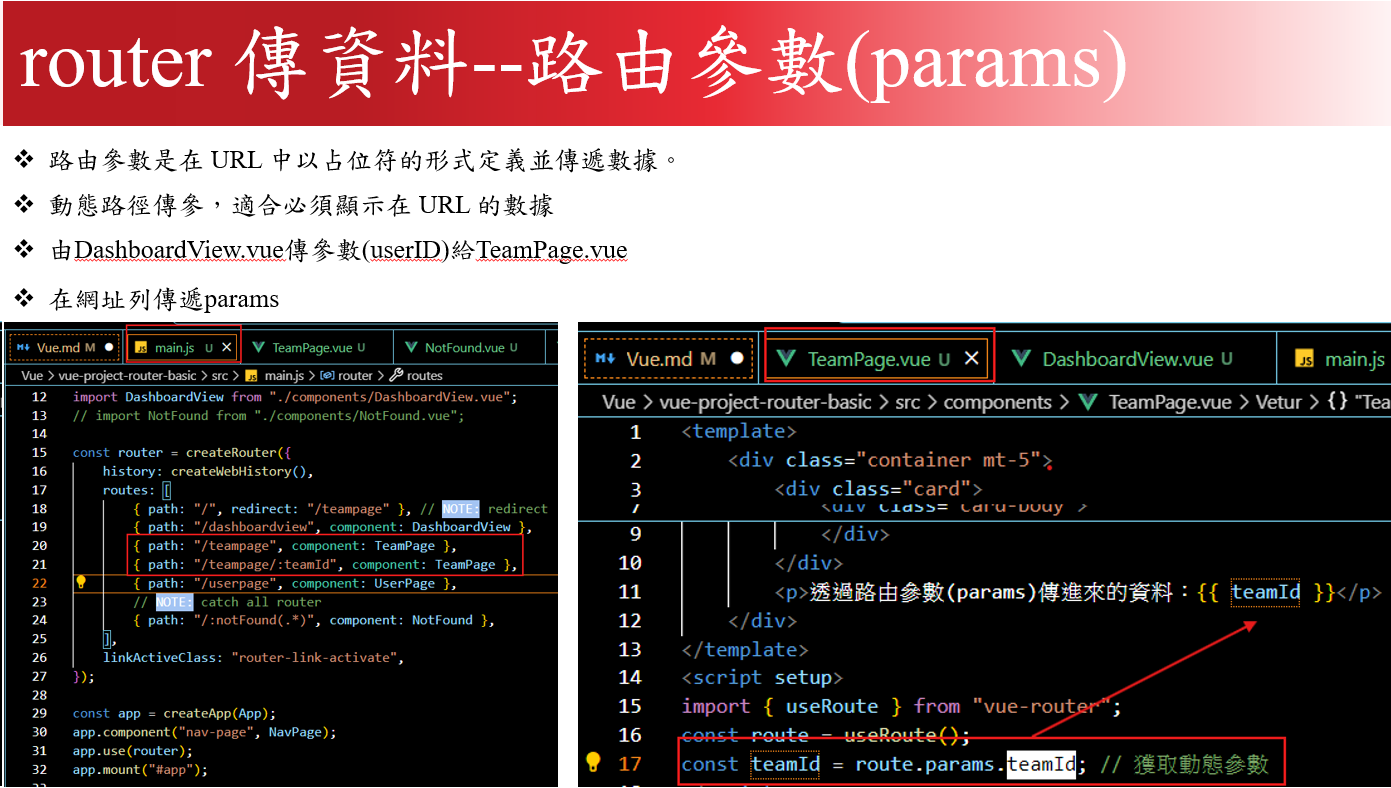 router 傳資料--路由參數(params)
❖ 路由參數是在 URL 中以占位符的形式定義並傳遞數據。
❖ 動態路徑傳參，適合必須顯示在 URL 的數據
❖ 由DashboardView.vue傳參數(userID)給TeamPage.vue
❖ 在網址列傳遞params
Vue.md M ● main.js U × TeamPage.vue U NotFound.vue U
Vue > vue-project-router-basic > src > main.js > router > routes
12 import DashboardView from "./components/DashboardView.vue";
13 // import NotFound from "./components/NotFound.vue";
14
15 const router = createRouter({
16 history: createWebHistory(),
17 routes: [
18 { path: "/", redirect: "/teampage" }, // NOTE: redirect
19 { path: "/dashboardview", component: DashboardView },
20 { path: "/teampage", component: TeamPage },
21 { path: "/teampage/:teamId", component: TeamPage },
22 { path: "/userpage", component: UserPage },
23 // NOTE: catch all router
24 { path: "/:notFound(.*)", component: NotFound },
25 ],
26 linkActiveClass: "router-link-activate",
27 });
28
29 const app = createApp(App);
30 app.component("nav-page", NavPage);
31 app.use(router);
32 app.mount("#app");
Vue.md M ● TeamPage.vue U × DashboardView.vue U main.js
Vue > vue-project-router-basic > src > components > TeamPage.vue > Vetur > {} "Tea
1 <template>
2 <div class="container mt-5">
3 <div class="card">
7 <div class="card-body">
9 </div>
10 </div>
11 <p>透過路由參數(params)傳進來的資料：{{ teamId }}</p>
12 </div>
13 </template>
14 <script setup>
15 import { useRoute } from "vue-router";
16 const route = useRoute();
17 const teamId = route.params.teamId; // 獲取動態參數